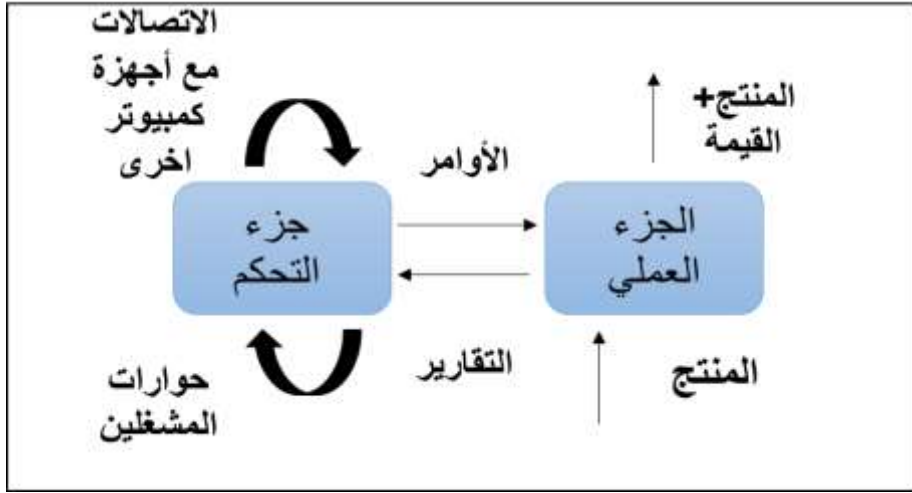 الاتصالات
مع أجهزة
كمبيوتر
اخرى
المنتج+
القيمة
الأوامر
الجزء
العملي
جزء
التحكم
التقارير
المنتج
حوارات
المشغلين